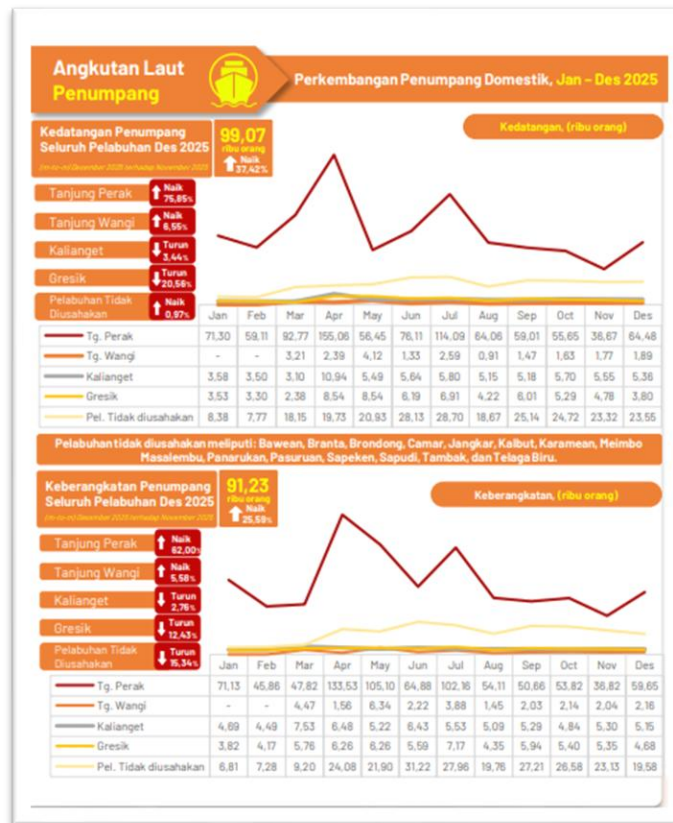 Angkutan Laut
Penumpang
Perkembangan Penumpang Domestik, Jan – Des 2025
Kedatangan Penumpang
Seluruh Pelabuhan Des 2025
(m-to-m) Desember 2025 terhadap November 2025
99,07
ribu orang
Naik
37,42%
Kedatangan, (ribu orang)
Tanjung Perak Naik 75,85%
Tanjung Wangi Naik 6,55%
Kalianget Turun 3,44%
Gresik Turun 20,56%
Pelabuhan Tidak Diusahakan Naik 0,97%
Jan Feb Mar Apr May Jun Jul Aug Sep Oct Nov Des
Tg. Perak 71,30 59,11 92,77 155,06 56,45 76,11 114,09 64,06 59,01 55,65 36,67 64,48
Tg. Wangi - - 3,21 2,39 4,12 1,33 2,59 0,91 1,47 1,63 1,77 1,89
Kalianget 3,58 3,50 3,10 10,94 5,49 5,64 5,80 5,15 5,18 5,70 5,55 5,36
Gresik 3,53 3,30 2,38 8,54 8,54 6,19 6,91 4,22 6,01 5,29 4,78 3,80
Pel. Tidak diusahakan 8,38 7,77 18,15 19,73 20,93 28,13 28,70 18,67 25,14 24,72 23,32 23,55
Pelabuhan tidak diusahakan meliputi: Bawean, Branta, Brondong, Camar, Jangkar, Kalbut, Karamean, Meimbo
Masalembu, Panarukan, Pasuruan, Sapeken, Sapudi, Tambak, dan Telaga Biru.
Keberangkatan Penumpang
Seluruh Pelabuhan Des 2025
(m-to-m) Desember 2025 terhadap November 2025
91,23
ribu orang
Naik
25,59%
Keberangkatan, (ribu orang)
Tanjung Perak Naik 62,00%
Tanjung Wangi Naik 5,58%
Kalianget Turun 2,76%
Gresik Turun 12,43%
Pelabuhan Tidak Diusahakan Turun 15,34%
Jan Feb Mar Apr May Jun Jul Aug Sep Oct Nov Des
Tg. Perak 71,13 45,86 47,82 133,53 105,10 64,88 102,16 54,11 50,66 53,82 36,82 59,65
Tg. Wangi - - 4,47 1,56 6,34 2,22 3,88 1,45 2,03 2,14 2,04 2,16
Kalianget 4,69 4,49 7,53 6,48 5,22 6,43 5,53 5,09 5,29 4,84 5,30 5,15
Gresik 3,82 4,17 5,76 6,26 6,26 5,59 7,17 4,35 5,94 5,40 5,35 4,68
Pel. Tidak diusahakan 6,81 7,28 9,20 24,08 21,90 31,22 27,96 19,76 27,21 26,58 23,13 19,58